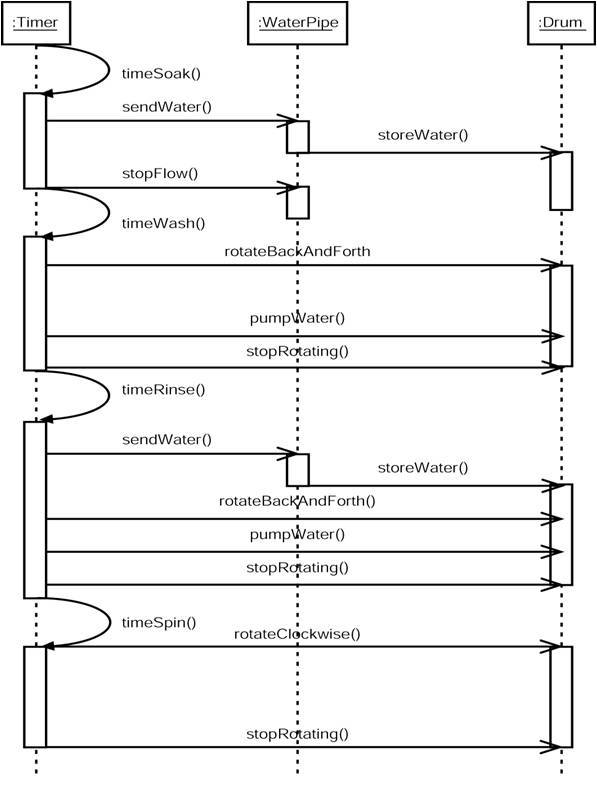 :Timer
:WaterPipe
:Drum
timeSoak()
sendWater()
storeWater()
stopFlow()
timeWash()
rotateBackAndForth
pumpWater()
stopRotating()
timeRinse()
sendWater()
storeWater()
rotateBackAndForth()
pumpWater()
stopRotating()
timeSpin()
rotateClockwise()
stopRotating()